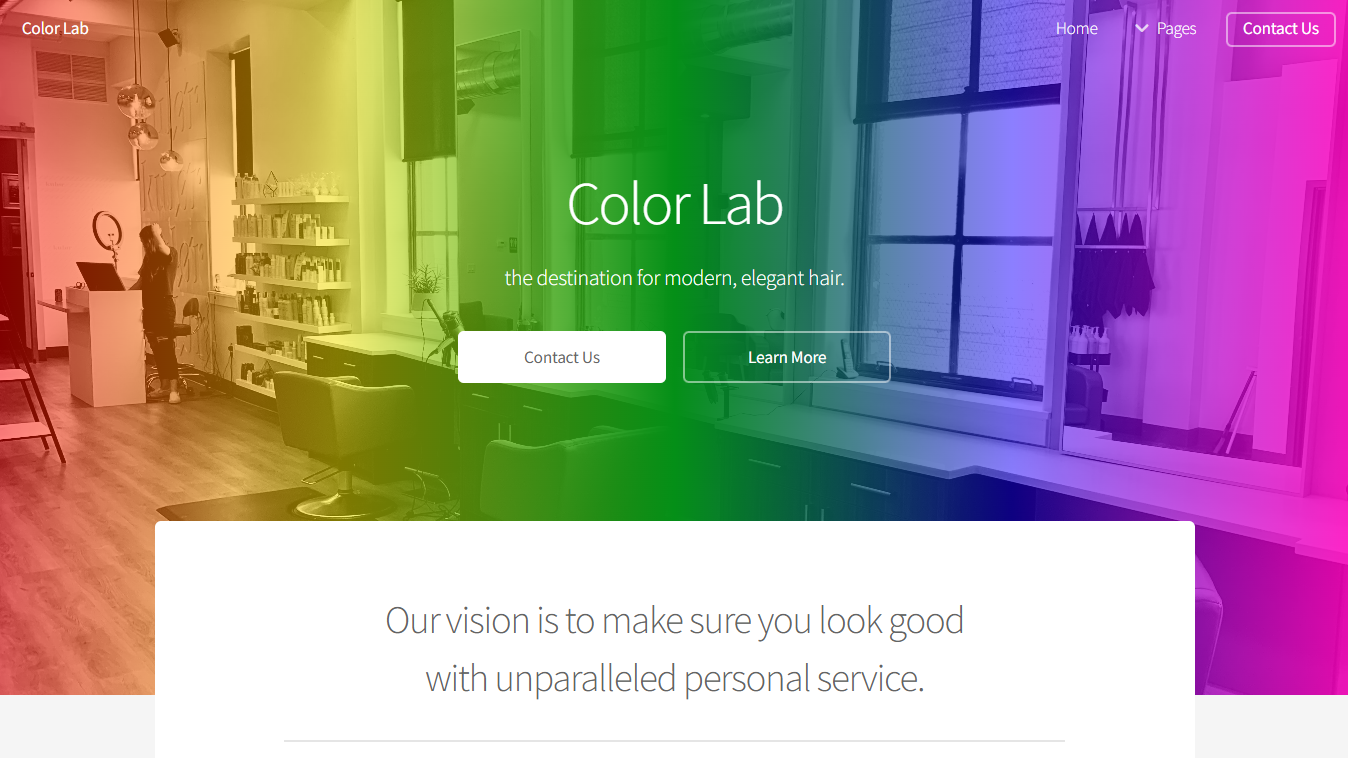 Color Lab
Home
Pages
Contact Us
Color Lab
the destination for modern, elegant hair.
Contact Us
Learn More
Our vision is to make sure you look good
with unparalleled personal service.